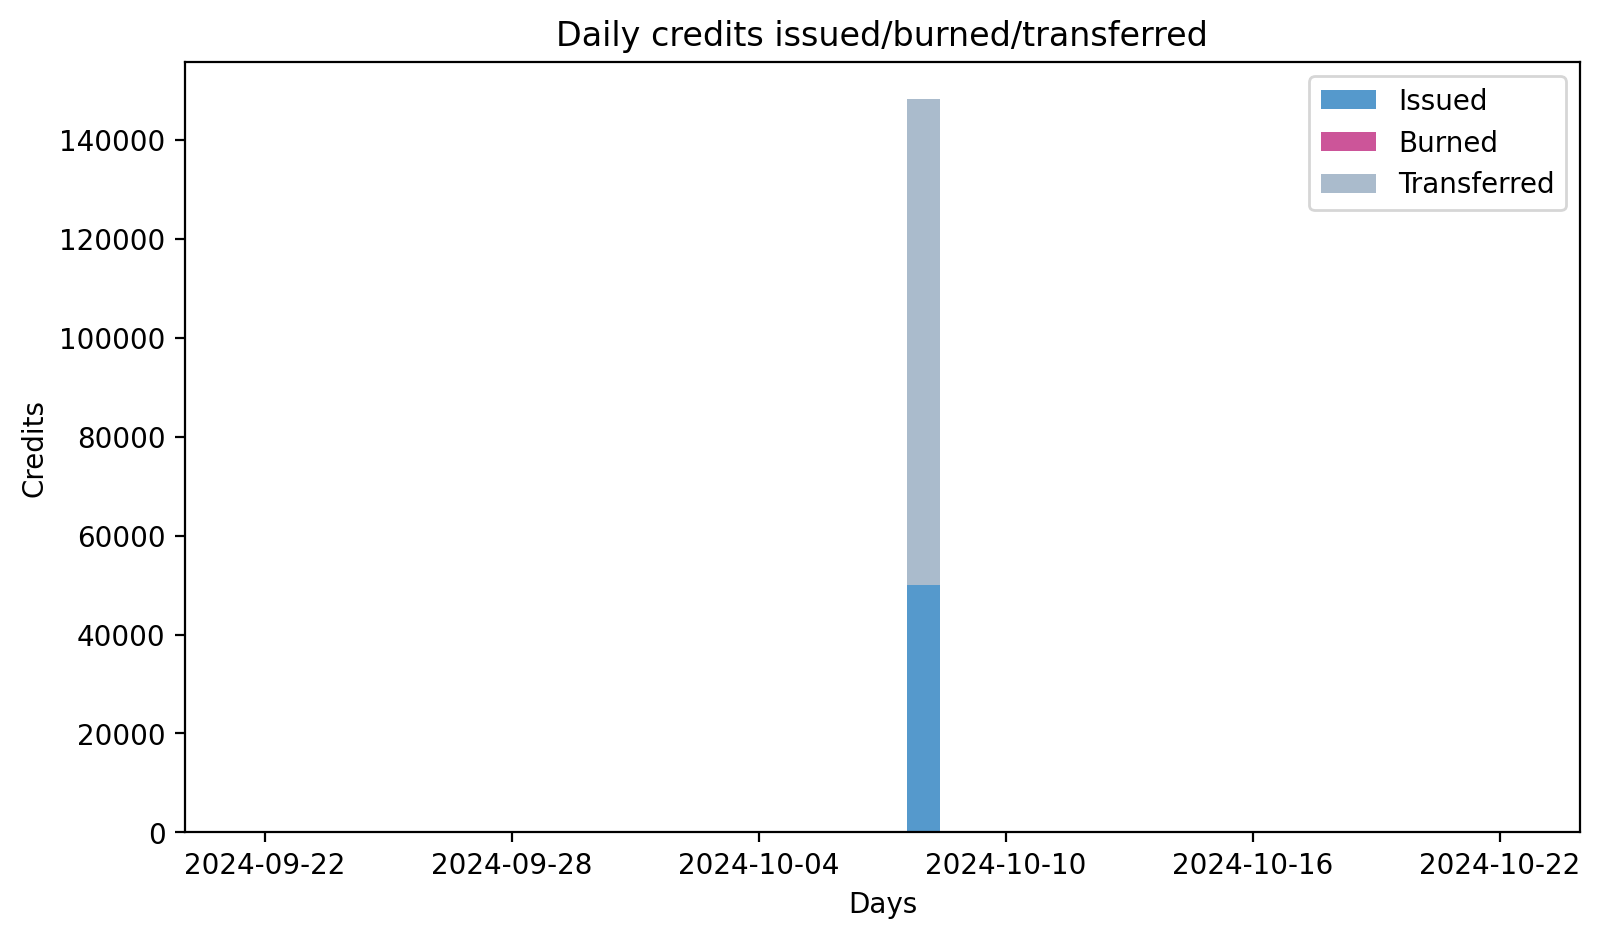 Daily credits issued/burned/transferred
Issued
Burned
Transferred
140000
120000
100000
80000
60000
40000
20000
0
Credits
2024-09-22
2024-09-28
2024-10-04
2024-10-10
2024-10-16
2024-10-22
Days